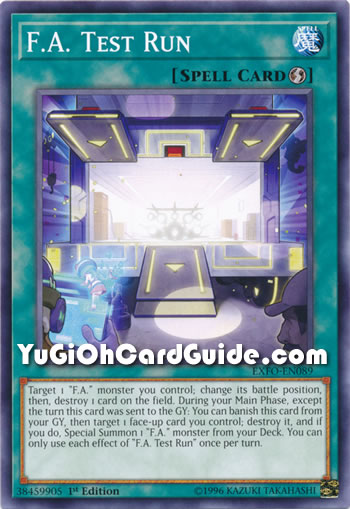 F.A. TEST RUN
魔
[SPELL CARD]
YuGiOhCardGuide.com
EXFO-EN089
Target 1 "F.A." monster you control; change its battle position,
then, destroy 1 card on the field. During your Main Phase, except
the turn this card was sent to the GY: You can banish this card from
your GY, then target 1 face-up card you control; destroy it, and if
you do, Special Summon 1 "F.A." monster from your Deck. You can
only use each effect of "F.A. Test Run" once per turn.
38459905 1st Edition ©1996 KAZUKI TAKAHASHI